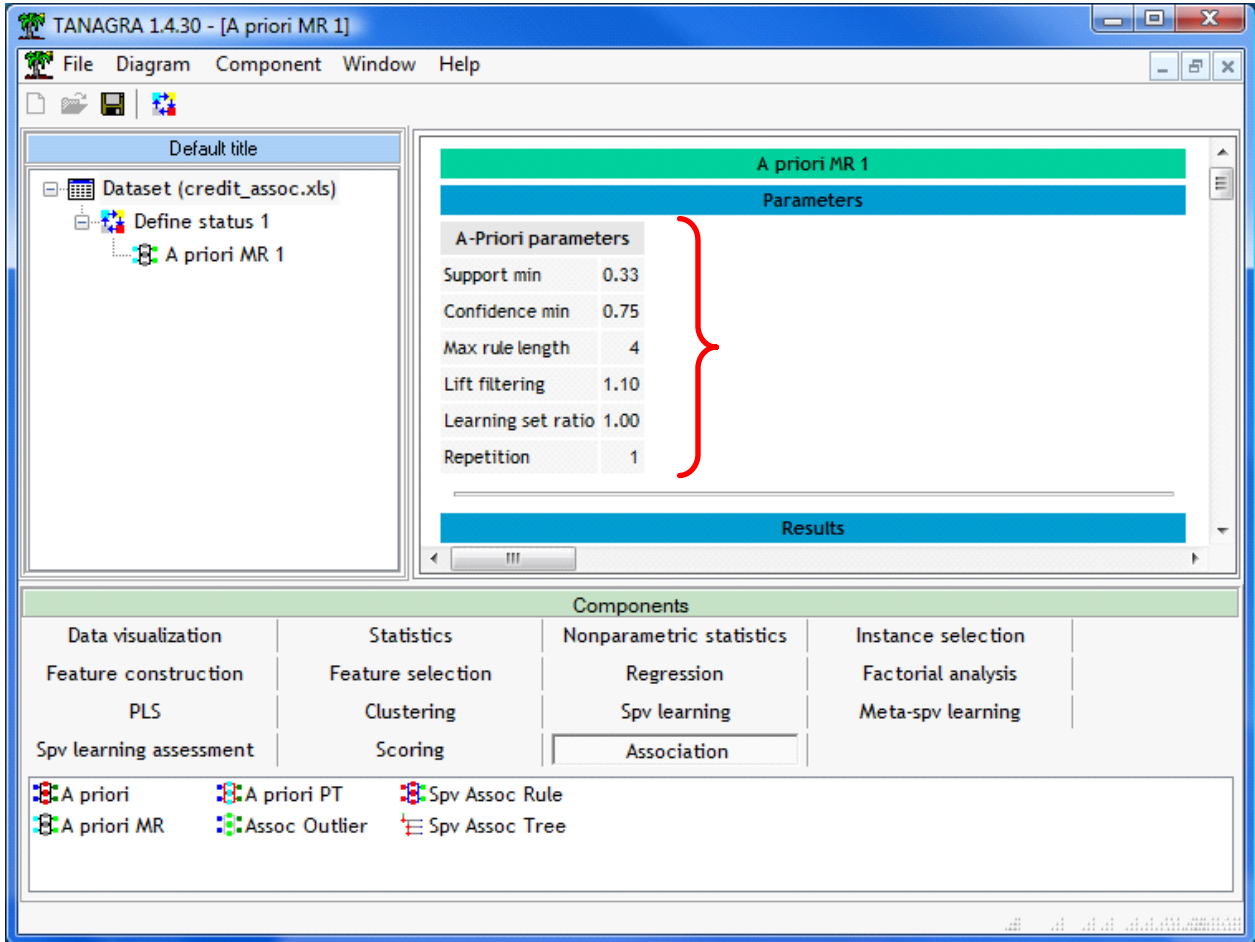 TANAGRA 1.4.30 - [A priori MR 1]
File Diagram Component Window Help
Default title
Dataset (credit_assoc.xls)
Define status 1
A priori MR 1
A priori MR 1
Parameters
A-Priori parameters
Support min 0.33
Confidence min 0.75
Max rule length 4
Lift filtering 1.10
Learning set ratio 1.00
Repetition 1
Results
Components
Data visualization Statistics Nonparametric statistics Instance selection
Feature construction Feature selection Regression Factorial analysis
PLS Clustering Spv learning Meta-spv learning
Spv learning assessment Scoring Association
A priori A priori PT Spv Assoc Rule
A priori MR Assoc Outlier Spv Assoc Tree